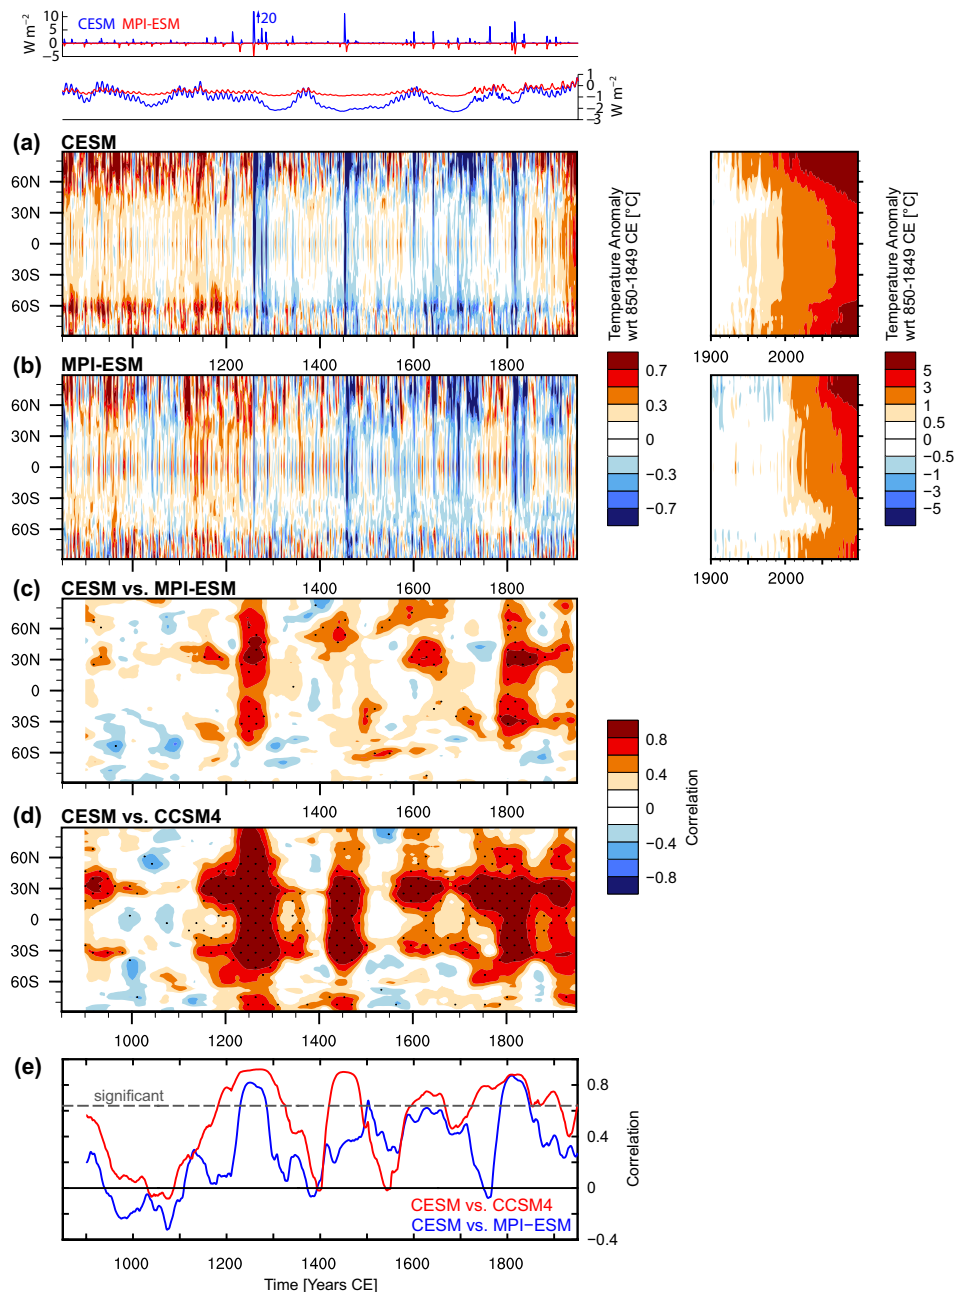 10
5
0
−5
W m⁻²
CESM MPI-ESM
20
1
0
−1
−2
−3
W m⁻²
(a) CESM
60N
30N
0
30S
60S
1200 1400 1600 1800
1900 2000
Temperature Anomaly
wrt 850-1849 CE [°C]
0.7
0.3
0
−0.3
−0.7
Temperature Anomaly
wrt 850-1849 CE [°C]
5
3
1
0.5
0
−0.5
−1
−3
−5
(b) MPI-ESM
60N
30N
0
30S
60S
1900 2000
(c) CESM vs. MPI-ESM
1400 1600 1800
60N
30N
0
30S
60S
(d) CESM vs. CCSM4
1400 1600 1800
60N
30N
0
30S
60S
1000 1200 1400 1600 1800
0.8
0.4
0
−0.4
−0.8
Correlation
(e)
significant
0.8
0.4
0
−0.4
Correlation
CESM vs. CCSM4
CESM vs. MPI−ESM
1000 1200 1400 1600 1800
Time [Years CE]